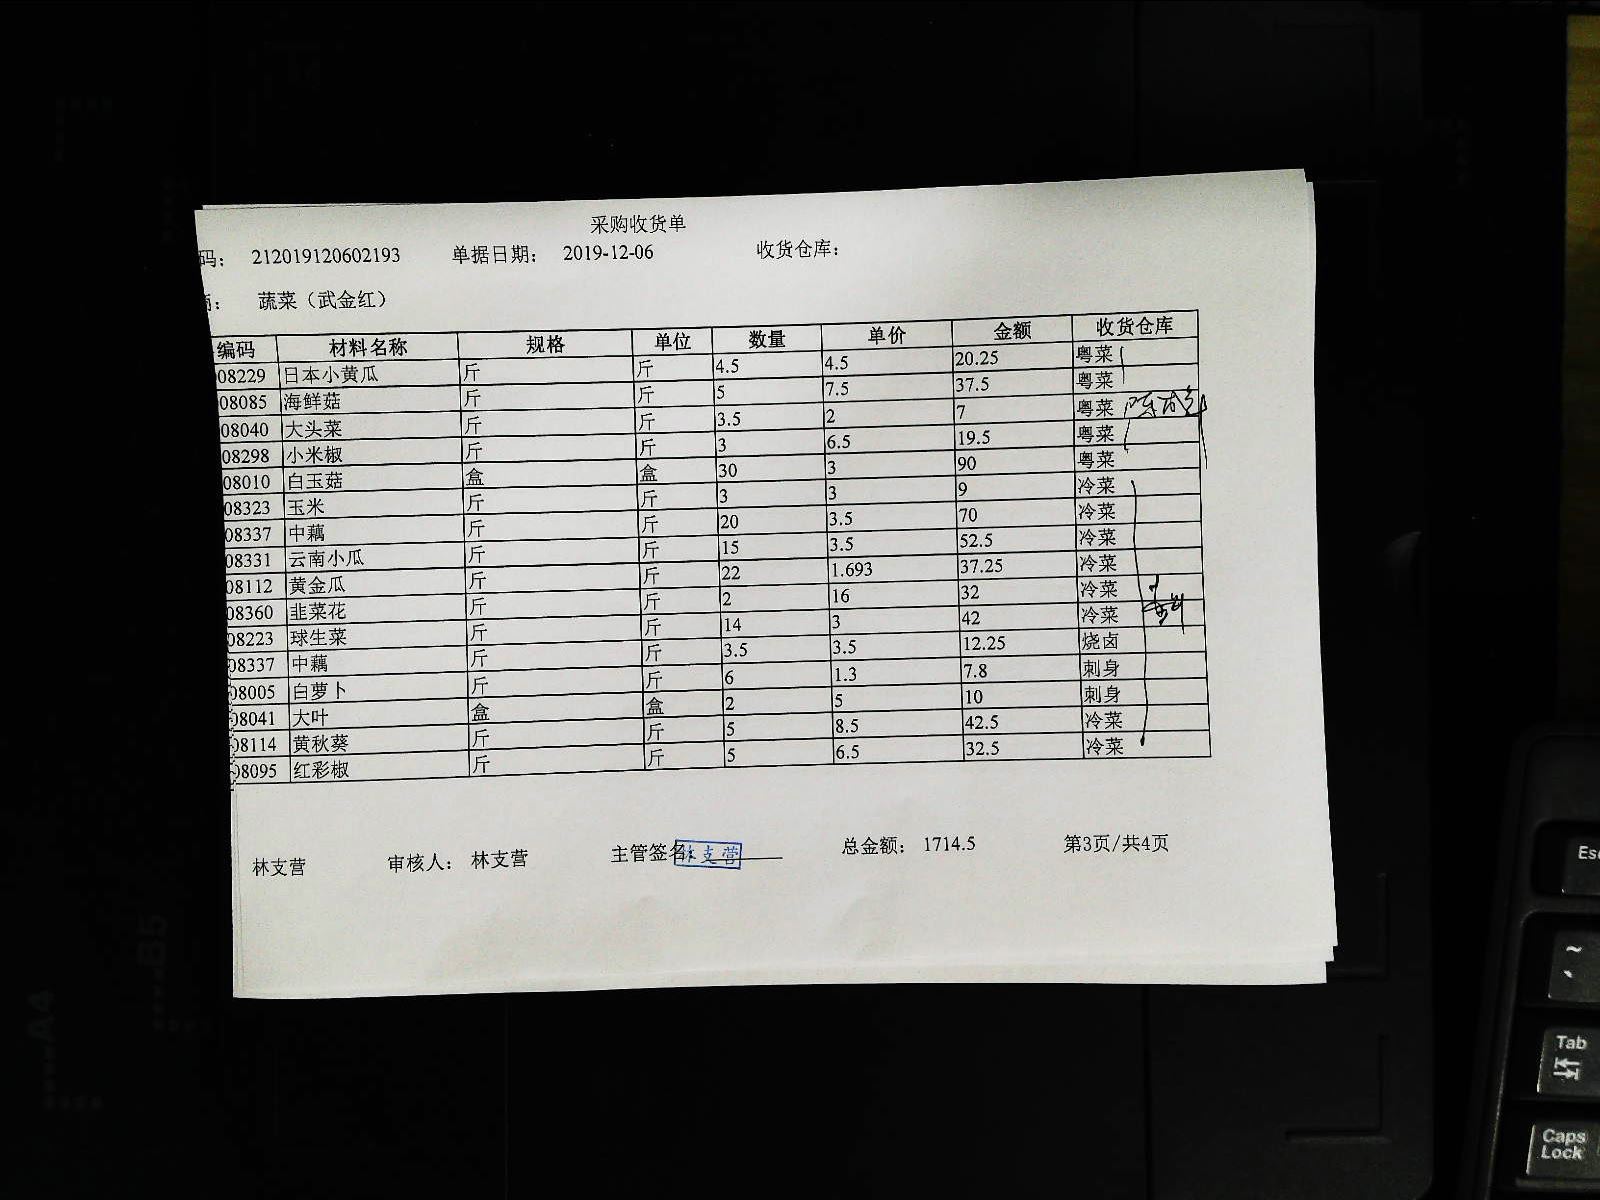 采购收货单
码： 212019120602193 单据日期： 2019-12-06 收货仓库：
商： 蔬菜（武金红）
编码 材料名称 规格 单位 数量 单价 金额 收货仓库
08229 日本小黄瓜 斤 斤 4.5 4.5 20.25 粤菜
08085 海鲜菇 斤 斤 5 7.5 37.5 粤菜
08040 大头菜 斤 斤 3.5 2 7 粤菜
08298 小米椒 斤 斤 3 6.5 19.5 粤菜
08010 白玉菇 盒 盒 30 3 90 粤菜
08323 玉米 斤 斤 3 3 9 冷菜
08337 中藕 斤 斤 20 3.5 70 冷菜
08331 云南小瓜 斤 斤 15 3.5 52.5 冷菜
08112 黄金瓜 斤 斤 22 1.693 37.25 冷菜
08360 韭菜花 斤 斤 2 16 32 冷菜
08223 球生菜 斤 斤 14 3 42 冷菜
08337 中藕 斤 斤 3.5 3.5 12.25 烧卤
08005 白萝卜 斤 斤 6 1.3 7.8 刺身
08041 大叶 盒 盒 2 5 10 刺身
08114 黄秋葵 斤 斤 5 8.5 42.5 冷菜
08095 红彩椒 斤 斤 5 6.5 32.5 冷菜
林支营 审核人： 林支营 主管签名 林支营 总金额： 1714.5 第3页/共4页
Esc
~
Tab
Caps Lock
A4
B5